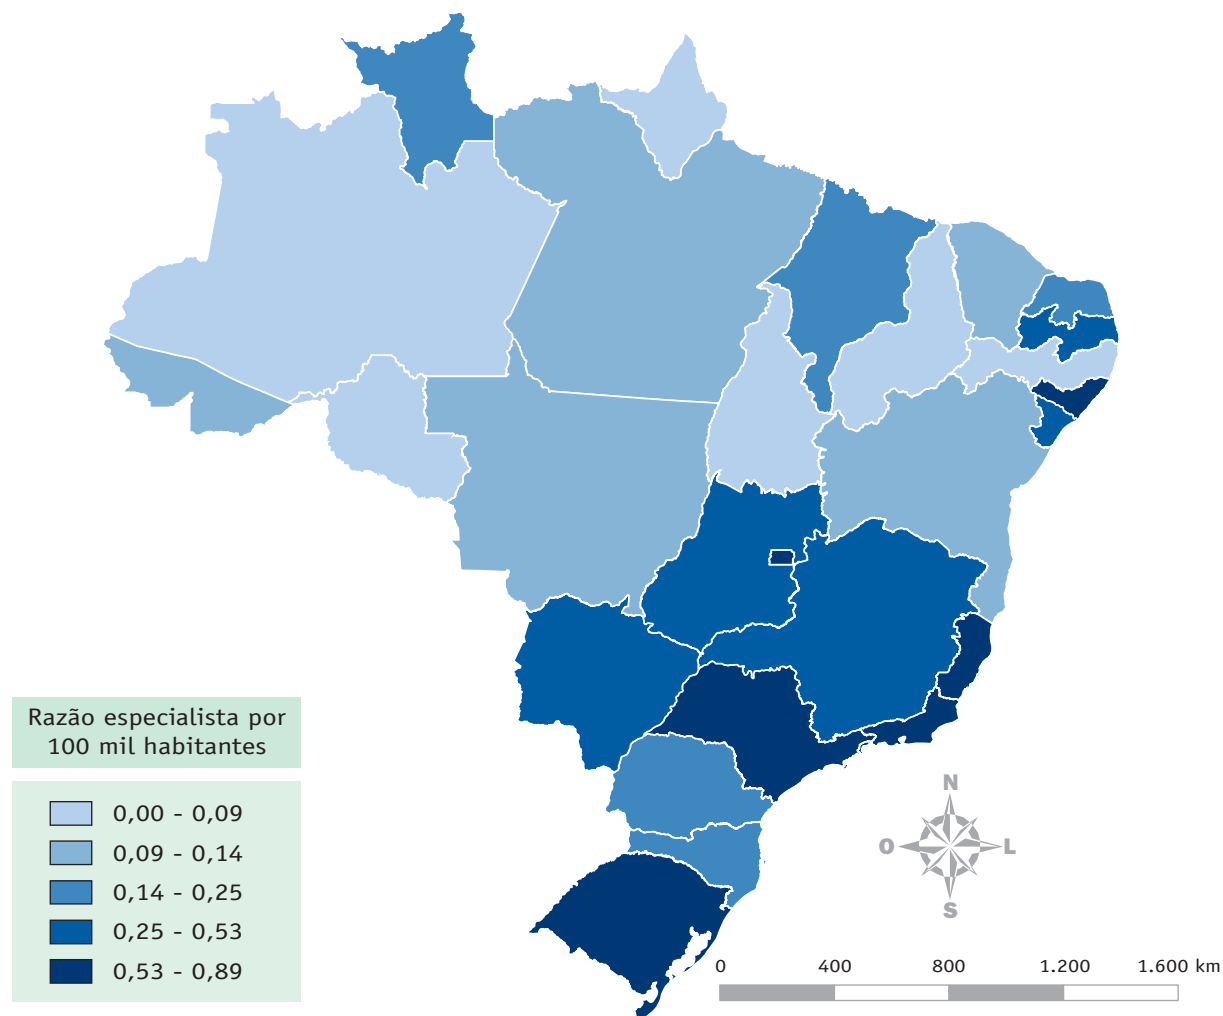 Razão especialista por
100 mil habitantes
0,00 - 0,09
0,09 - 0,14
0,14 - 0,25
0,25 - 0,53
0,53 - 0,89
N
O
L
S
0 400 800 1.200 1.600 km